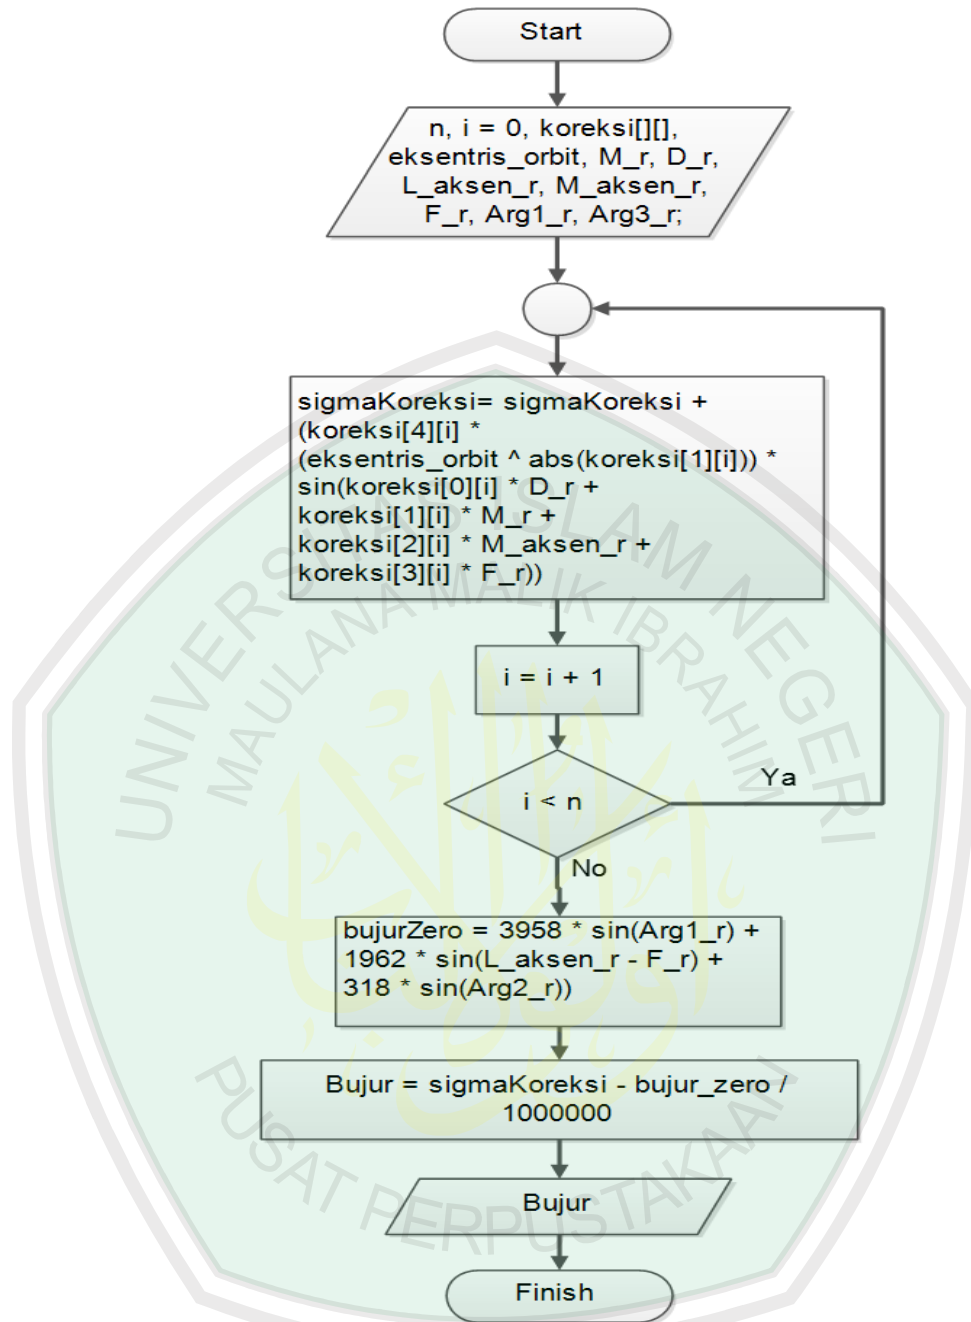 Start
n, i = 0, koreksi[][],
eksentris_orbit, M_r, D_r,
L_aksen_r, M_aksen_r,
F_r, Arg1_r, Arg3_r;
sigmaKoreksi= sigmaKoreksi +
(koreksi[4][i] *
(eksentris_orbit ^ abs(koreksi[1][i])) *
sin(koreksi[0][i] * D_r +
koreksi[1][i] * M_r +
koreksi[2][i] * M_aksen_r +
koreksi[3][i] * F_r))
i = i + 1
i < n
Ya
No
bujurZero = 3958 * sin(Arg1_r) +
1962 * sin(L_aksen_r - F_r) +
318 * sin(Arg2_r))
Bujur = sigmaKoreksi - bujur_zero /
1000000
Bujur
Finish
UNIVERSITAS ISLAM NEGERI
MAULANA MALIK IBRAHIM
PUSAT PERPUSTAKAAN